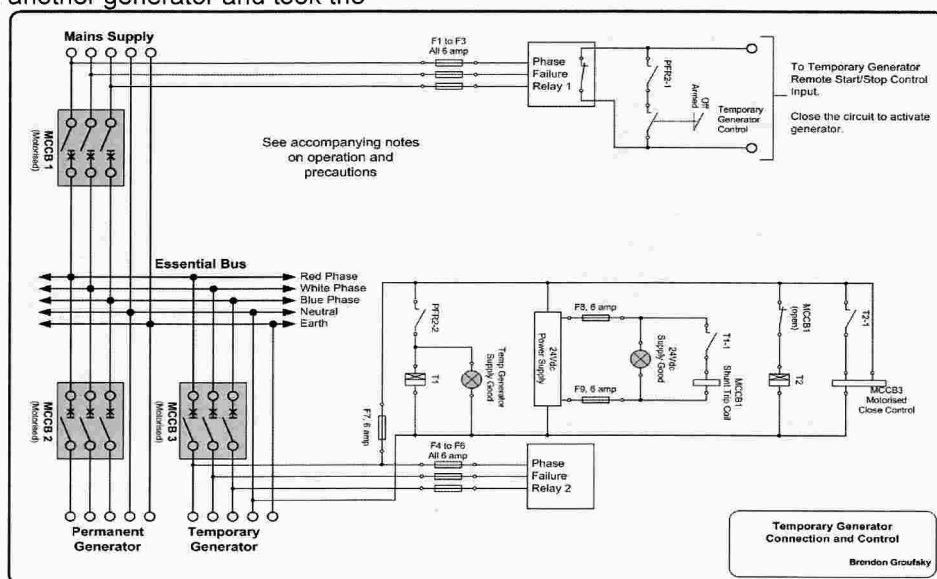 another generator and took the
Mains Supply
F1 to F3
All 6 amp
Phase
Failure
Relay 1
PFR2-1
Off
Armed
Temporary
Generator
Control
To Temporary Generator
Remote Start/Stop Control
Input.
Close the circuit to activate
generator.
MCCB 1
(Motorised)
See accompanying notes
on operation and
precautions
Essential Bus
Red Phase
White Phase
Blue Phase
Neutral
Earth
PFR2-2
T1
Temp Generator
Supply Good
24Vdc
Power Supply
F8, 6 amp
F9, 6 amp
24Vdc
Supply Good
T1-1
MCCB1
Shunt Trip Coil
MCCB1
(open)
T2
T2-1
MCCB3
Motorised
Close Control
MCCB 2
(Motorised)
MCCB 3
(Motorised)
F7, 6 amp
F4 to F6
All 6 amp
Phase
Failure
Relay 2
Permanent
Generator
Temporary
Generator
Temporary Generator
Connection and Control
Brendon Groufsky